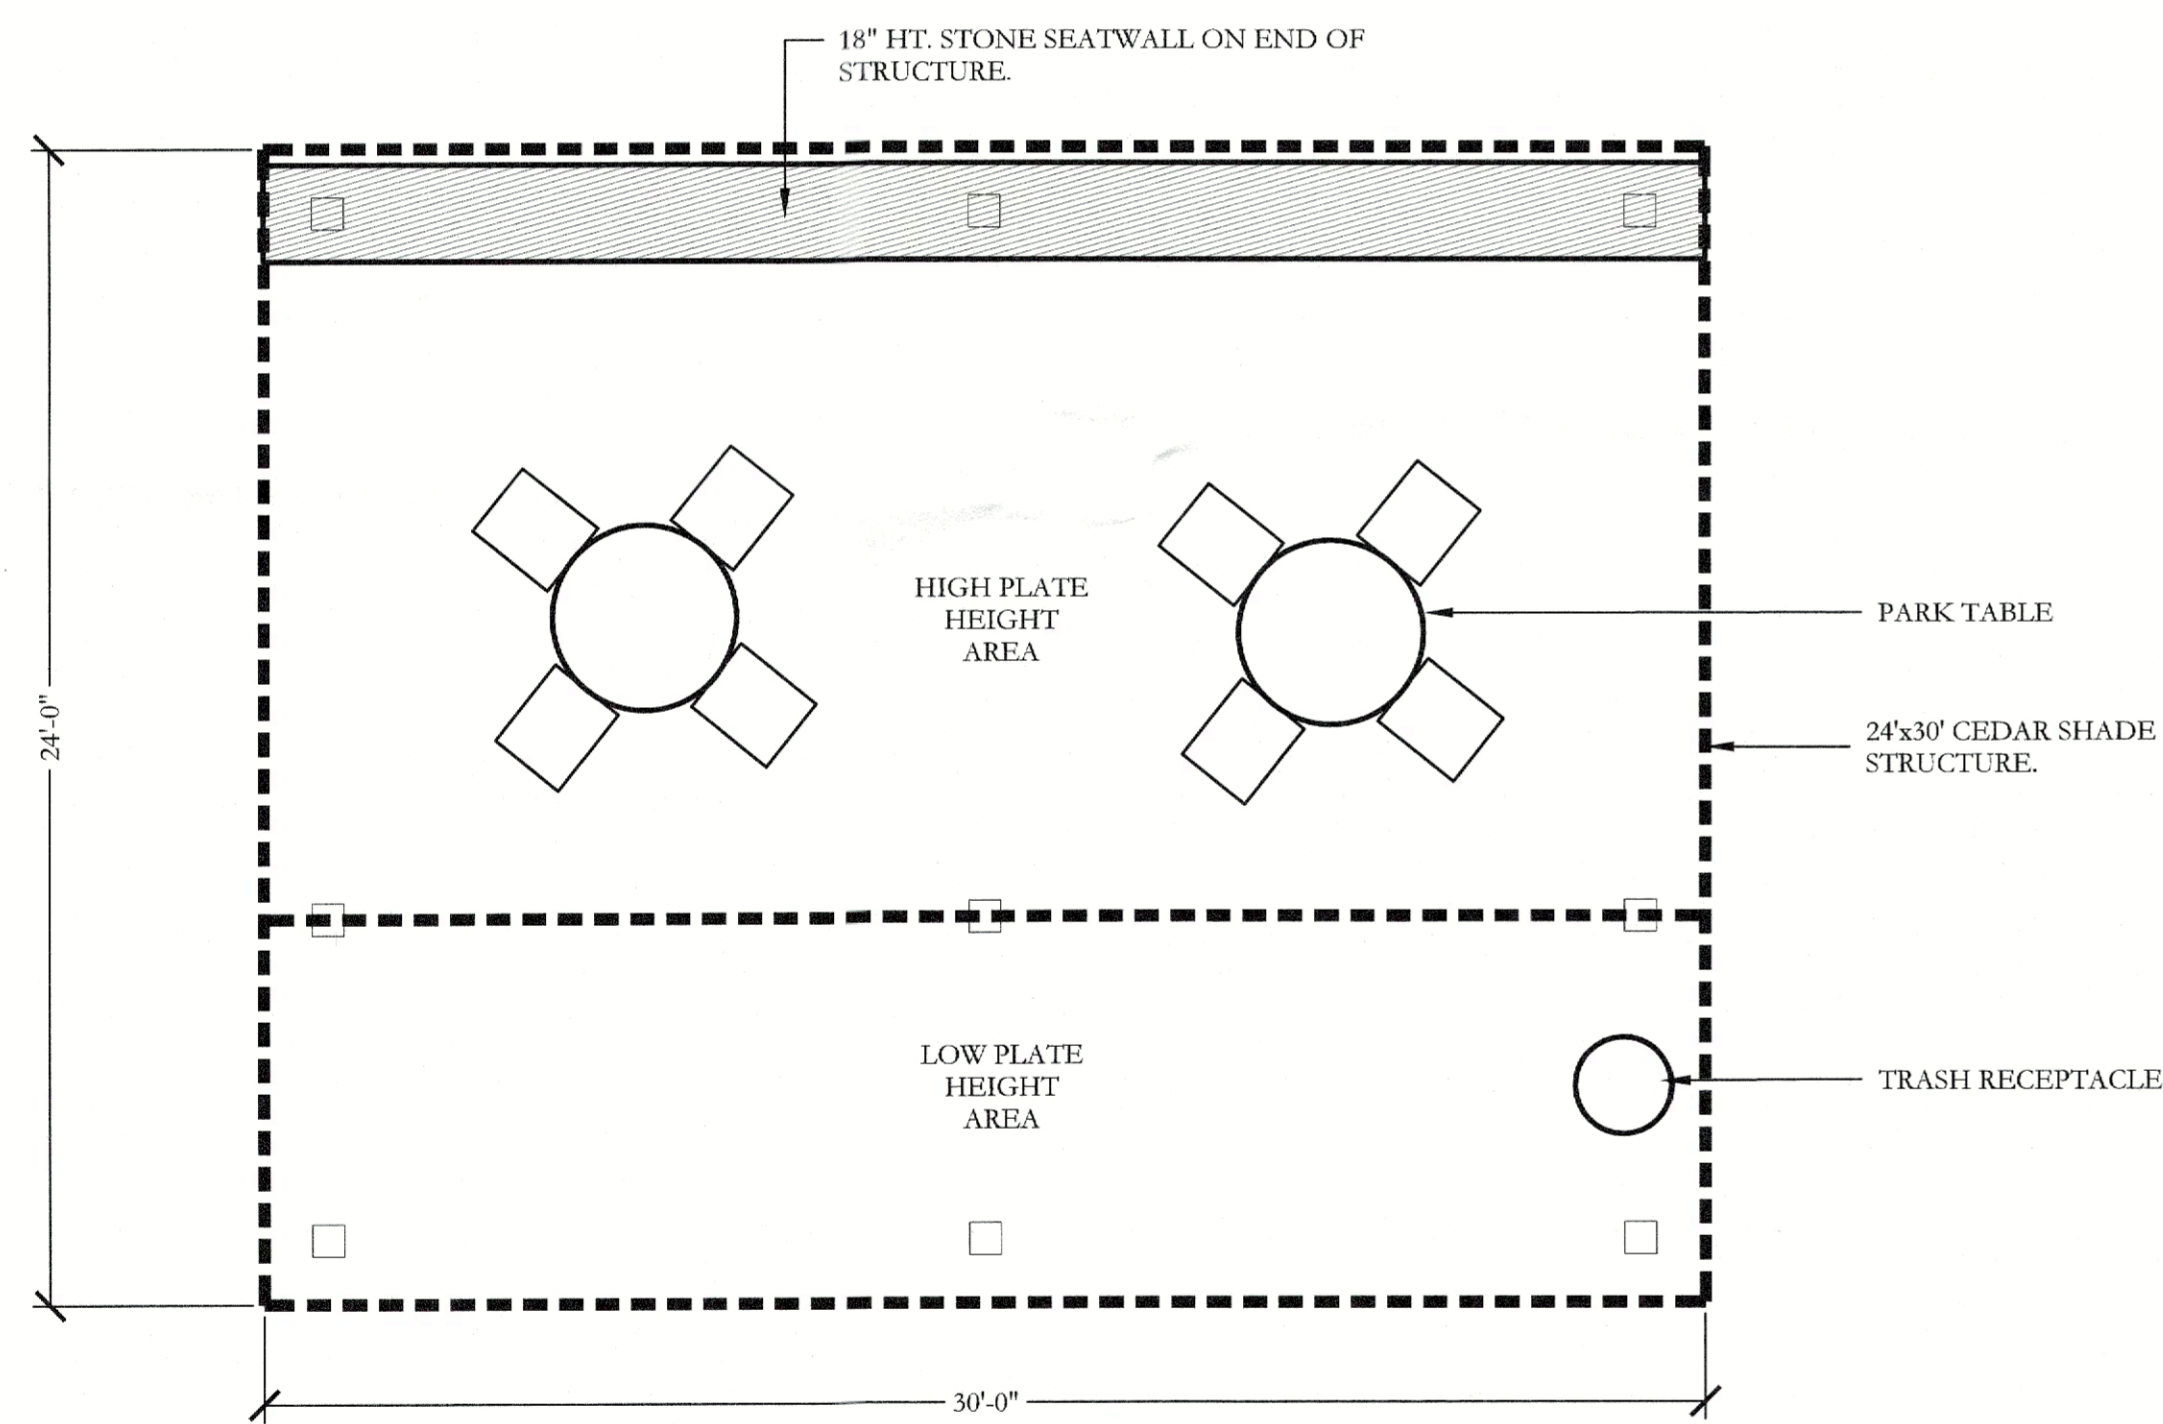 18" HT. STONE SEATWALL ON END OF
STRUCTURE.
HIGH PLATE
HEIGHT
AREA
PARK TABLE
24'-0"
24'x30' CEDAR SHADE
STRUCTURE.
LOW PLATE
HEIGHT
AREA
TRASH RECEPTACLE
30'-0"